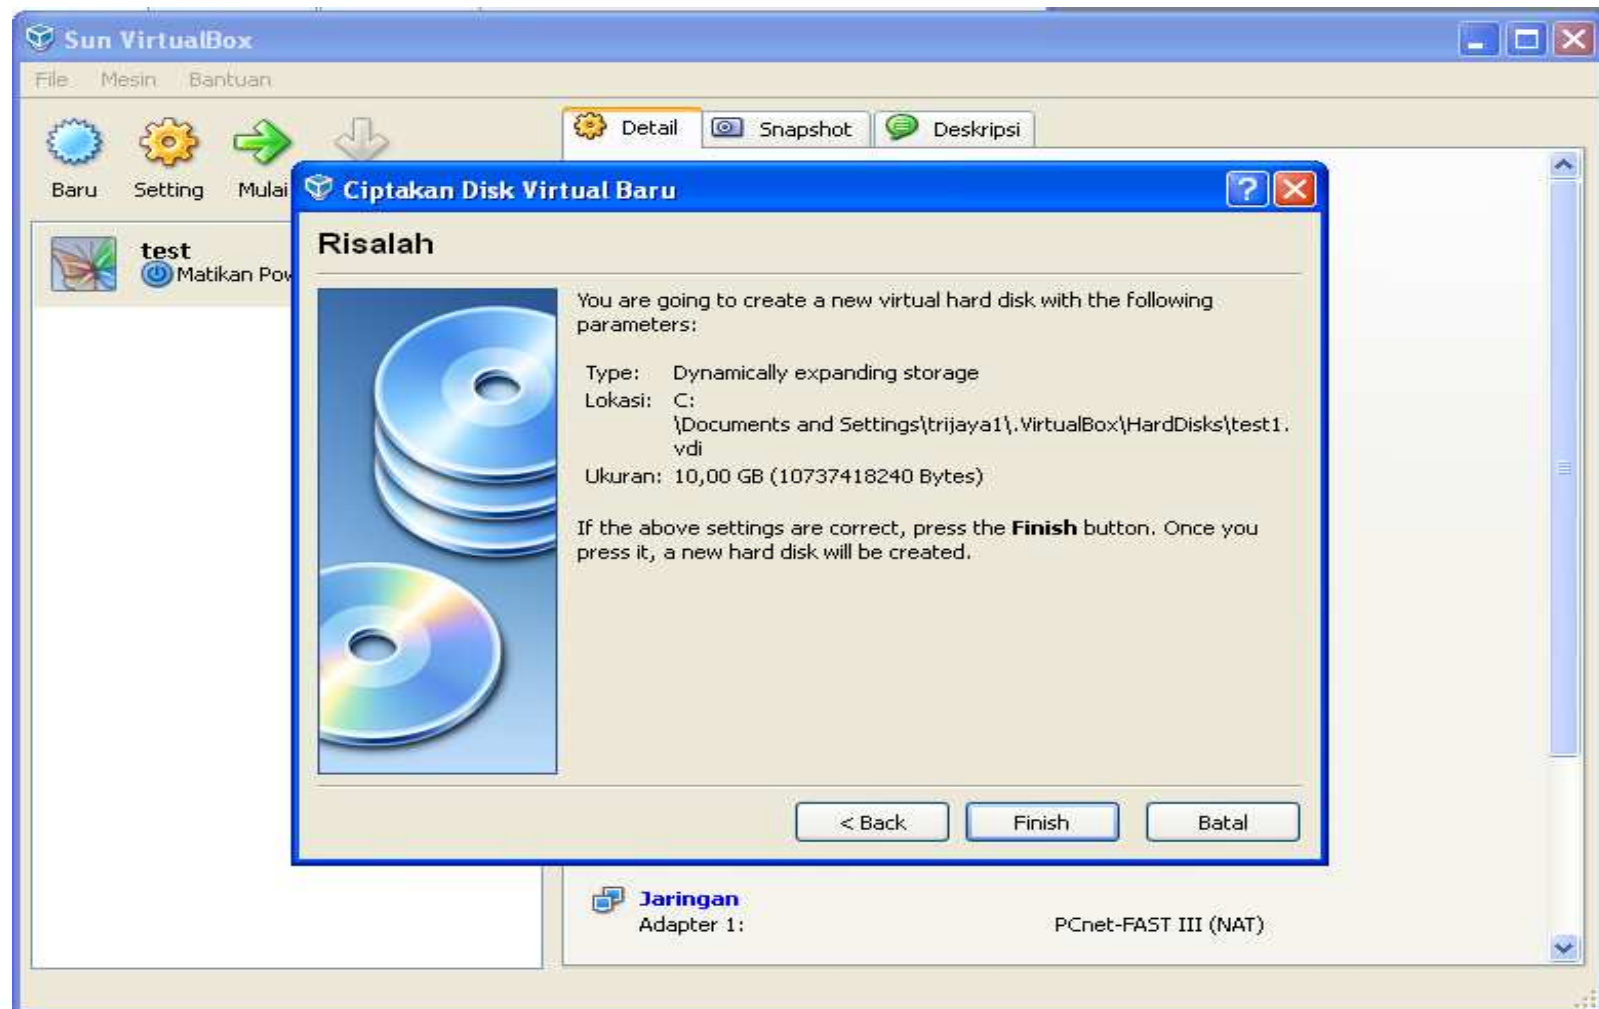 Sun VirtualBox
File Mesin Bantuan
Baru Setting Mulai
Detail Snapshot Deskripsi
test
Matikan Pow
Ciptakan Disk Virtual Baru
Risalah
You are going to create a new virtual hard disk with the following
parameters:
Type: Dynamically expanding storage
Lokasi: C:
\Documents and Settings\trijaya1\.VirtualBox\HardDisks\test1.
vdi
Ukuran: 10,00 GB (10737418240 Bytes)
If the above settings are correct, press the Finish button. Once you
press it, a new hard disk will be created.
< Back Finish Batal
Jaringan
Adapter 1: PCnet-FAST III (NAT)